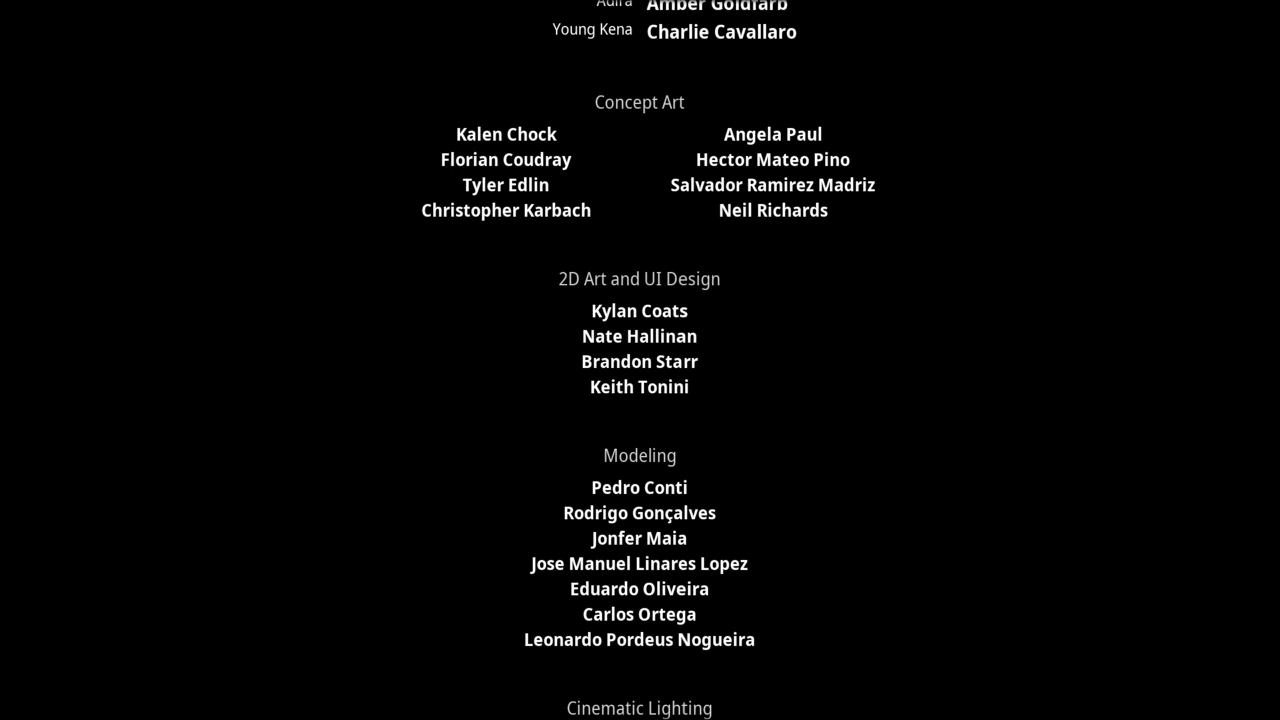 Adira Amber Goldfarb
Young Kena Charlie Cavallaro
Concept Art
Kalen Chock Angela Paul
Florian Coudray Hector Mateo Pino
Tyler Edlin Salvador Ramirez Madriz
Christopher Karbach Neil Richards
2D Art and UI Design
Kylan Coats
Nate Hallinan
Brandon Starr
Keith Tonini
Modeling
Pedro Conti
Rodrigo Gonçalves
Jonfer Maia
Jose Manuel Linares Lopez
Eduardo Oliveira
Carlos Ortega
Leonardo Pordeus Nogueira
Cinematic Lighting